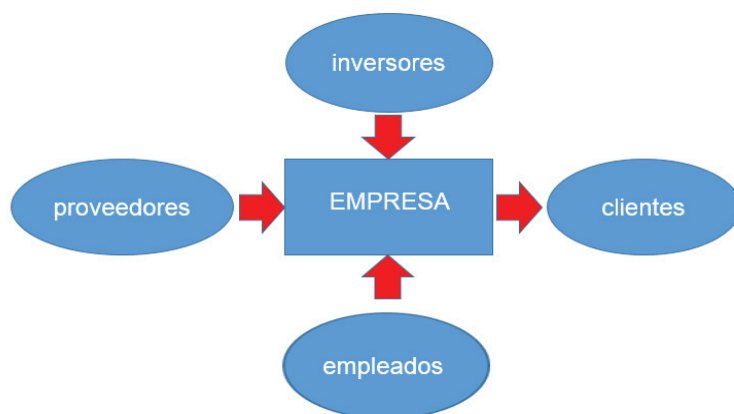 inversores
proveedores
EMPRESA
clientes
empleados